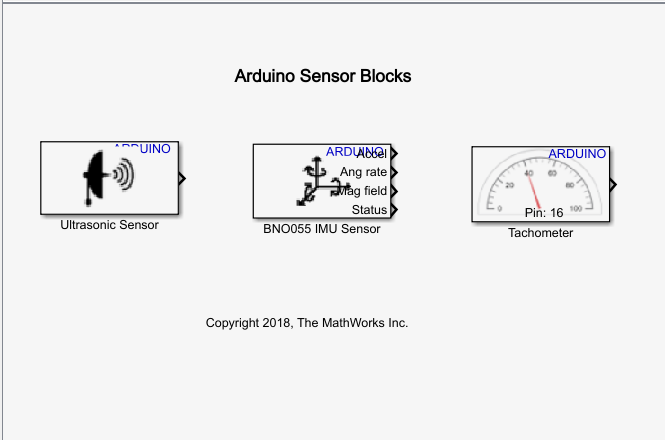 Arduino Sensor Blocks
ARDUINO
Ultrasonic Sensor
ARDUINO
Accel
Ang rate
Mag field
Status
BNO055 IMU Sensor
ARDUINO
0 20 40 60 80 100
Pin: 16
Tachometer
Copyright 2018, The MathWorks Inc.